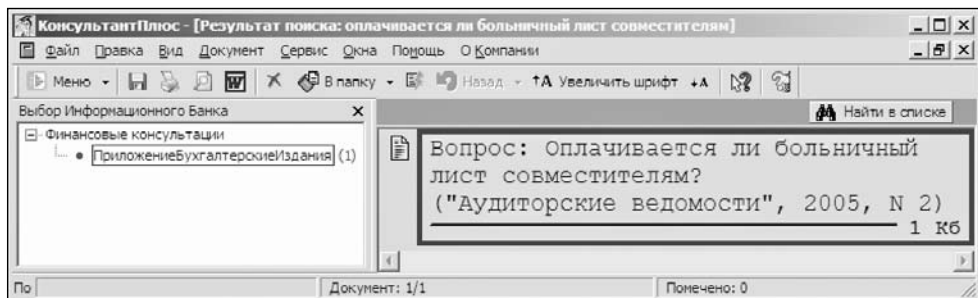 КонсультантПлюс - [Результат поиска: оплачивается ли больничный лист совместителям]
Файл Правка Вид Документ Сервис Окна Помощь О Компании
Меню В папку Назад Увеличить шрифт
Выбор Информационного Банка
Найти в списке
Финансовые консультации
ПриложениеБухгалтерскиеИздания (1)
Вопрос: Оплачивается ли больничный
лист совместителям?
("Аудиторские ведомости", 2005, N 2)
1 Кб
По Документ: 1/1 Помечено: 0